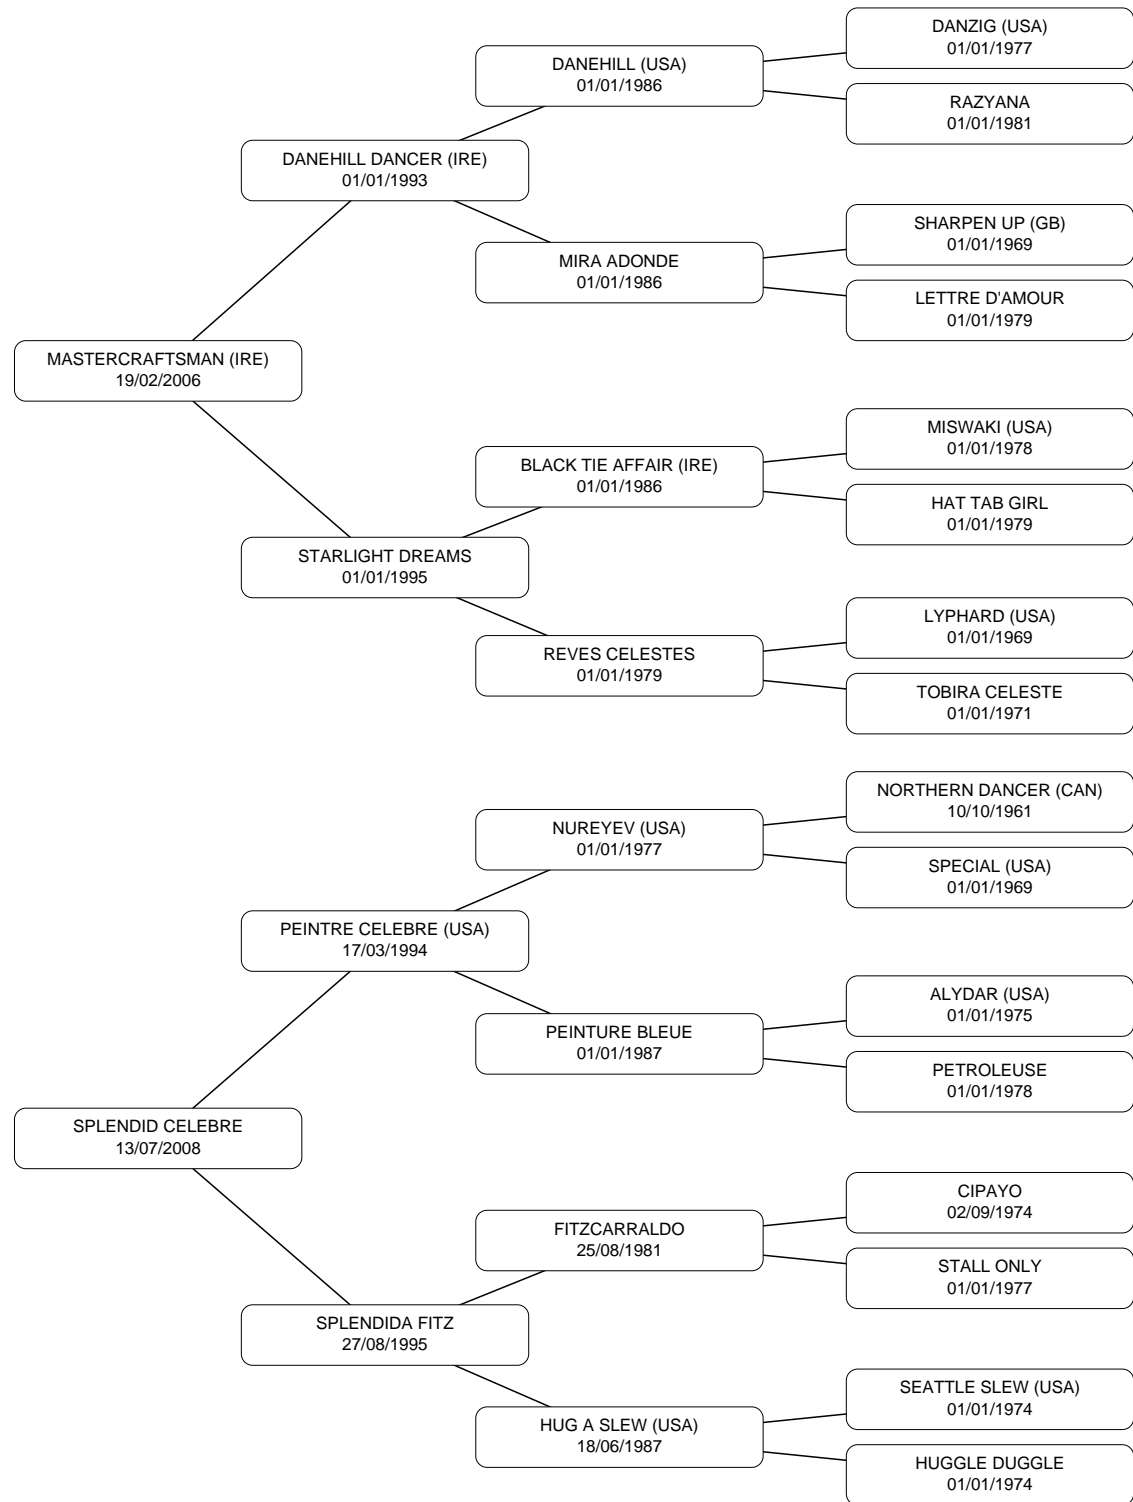 DANZIG (USA)
01/01/1977
DANEHILL (USA)
01/01/1986
RAZYANA
01/01/1981
DANEHILL DANCER (IRE)
01/01/1993
SHARPEN UP (GB)
01/01/1969
MIRA ADONDE
01/01/1986
LETTRE D'AMOUR
01/01/1979
MASTERCRAFTSMAN (IRE)
19/02/2006
MISWAKI (USA)
01/01/1978
BLACK TIE AFFAIR (IRE)
01/01/1986
HAT TAB GIRL
01/01/1979
STARLIGHT DREAMS
01/01/1995
LYPHARD (USA)
01/01/1969
REVES CELESTES
01/01/1979
TOBIRA CELESTE
01/01/1971
NORTHERN DANCER (CAN)
10/10/1961
NUREYEV (USA)
01/01/1977
SPECIAL (USA)
01/01/1969
PEINTRE CELEBRE (USA)
17/03/1994
ALYDAR (USA)
01/01/1975
PEINTURE BLEUE
01/01/1987
PETROLEUSE
01/01/1978
SPLENDID CELEBRE
13/07/2008
CIPAYO
02/09/1974
FITZCARRALDO
25/08/1981
STALL ONLY
01/01/1977
SPLENDIDA FITZ
27/08/1995
SEATTLE SLEW (USA)
01/01/1974
HUG A SLEW (USA)
18/06/1987
HUGGLE DUGGLE
01/01/1974